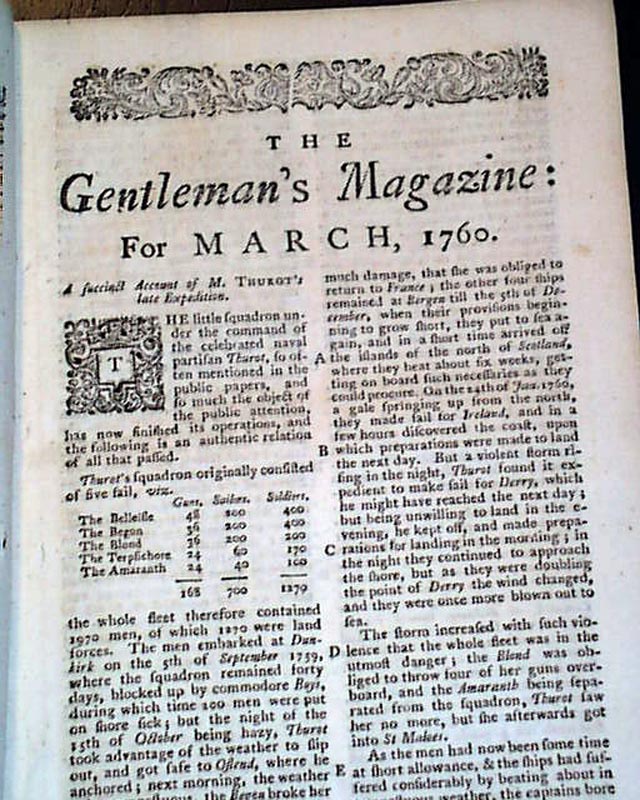 THE
Gentleman's Magazine:
For MARCH, 1760.
A ſuccinct Account of M. THUROT's
late Expedition.
THE little ſquadron un-
der the command of
the celebrated naval
partiſan Thurot, ſo of-
ten mentioned in the
public papers, and
ſo much the object of
the public attention,
has now finiſhed its operations, and
the following is an authentic relation
of all that paſſed.
Thurot's ſquadron originally conſiſted
of five ſail, viz.
Guns. Sailors. Soldiers.
The Belleiſle 48 200 400
The Begon 36 200 400
The Blond 36 200 200
The Terpſichore 24 60 170
The Amaranth 24 40 100
168 700 1270
the whole fleet therefore contained
1970 men, of which 1270 were land
forces. The men embarked at Dun-
kirk on the 5th of September 1759,
where the ſquadron remained forty
days, blocked up by commodore Boys,
during which time 200 men were put
on ſhore ſick; but the night of the
15th of October being hazy, Thurot
took advantage of the weather to ſlip
out, and got ſafe to Oſtend, where he
anchored; next morning, the weather
the Begon broke her
much damage, that ſhe was obliged to
return to France; the other four ſhips
remained at Bergen till the 5th of De-
cember, when their proviſions begin-
ning to grow ſhort, they put to ſea a-
gain, and in a ſhort time arrived off
A the iſlands of the north of Scotland,
where they beat about ſix weeks, get-
ting on board ſuch neceſſaries as they
could procure. On the 24th of Jan. 1760,
a gale ſpringing up from the north,
they made ſail for Ireland, and in a
few hours diſcovered the coaſt, upon
B which preparations were made to land
the next day. But a violent ſtorm ri-
ſing in the night, Thurot found it ex-
pedient to make ſail for Derry, which
he might have reached the next day;
but being unwilling to land in the e-
vening, he kept off, and made prepa-
C rations for landing in the morning; in
the night they continued to approach
the ſhore, but as they were doubling
the point of Derry the wind changed,
and they were once more blown out to
ſea.
The ſtorm increaſed with ſuch vio-
D lence that the whole fleet was in the
utmoſt danger; the Blond was ob-
liged to throw four of her guns over-
board, and the Amaranth being ſepa-
rated from the ſquadron, Thurot ſaw
her no more, but ſhe afterwards got
into St Maloes.
As the men had now been ſome time
E at ſhort allowance, & the ſhips had ſuf-
fered conſiderably by beating about in
weather, the captains bore